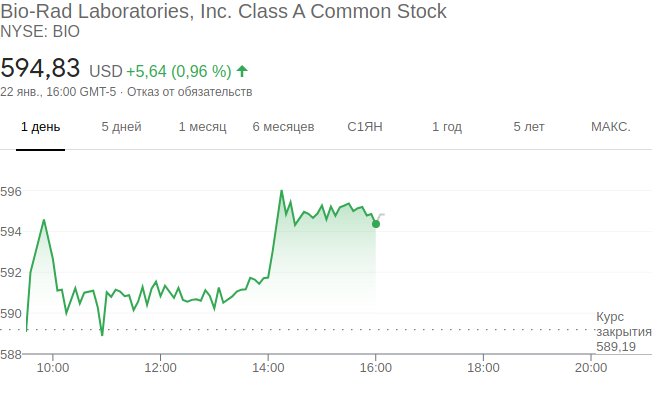 Bio-Rad Laboratories, Inc. Class A Common Stock
NYSE: BIO
594,83 USD +5,64 (0,96 %)
22 янв., 16:00 GMT-5 · Отказ от обязательств
1 день 5 дней 1 месяц 6 месяцев С1ЯН 1 год 5 лет МАКС.
596
594
592
590
Курс
закрытия
589,19
588
10:00 12:00 14:00 16:00 18:00 20:00